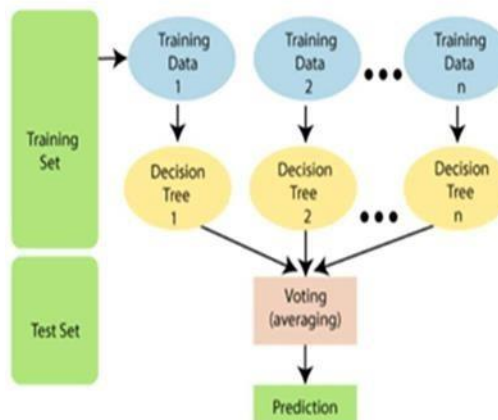 Training
Set
Test Set
Training
Data
1
Training
Data
2
Training
Data
n
Decision
Tree
1
Decision
Tree
2
Decision
Tree
n
Voting
(averaging)
Prediction